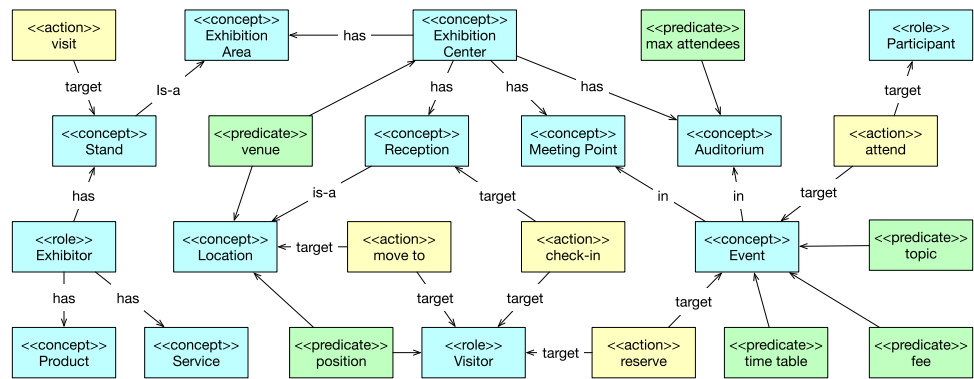 <<action>>
visit
<<concept>>
Exhibition
Area
has
<<concept>>
Exhibition
Center
<<predicate>>
max attendees
<<role>>
Participant
target
Is-a
has
has
has
target
<<concept>>
Stand
<<predicate>>
venue
<<concept>>
Reception
<<concept>>
Meeting Point
<<concept>>
Auditorium
<<action>>
attend
has
is-a
target
in
in
target
<<role>>
Exhibitor
<<concept>>
Location
target
<<action>>
move to
<<action>>
check-in
<<concept>>
Event
<<predicate>>
topic
has
has
target
target
target
<<concept>>
Product
<<concept>>
Service
<<predicate>>
position
<<role>>
Visitor
target
<<action>>
reserve
<<predicate>>
time table
<<predicate>>
fee